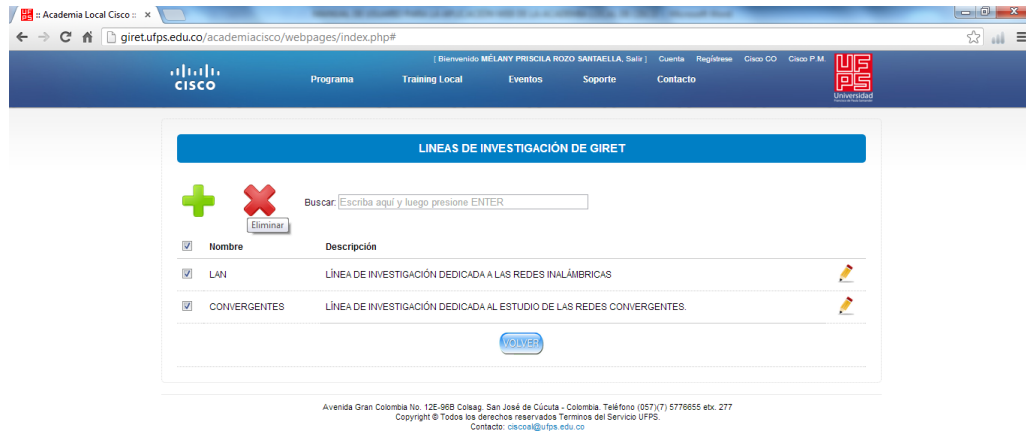 :: Academia Local Cisco ::
giret.ufps.edu.co/academiacisco/webpages/index.php#
[ Bienvenido MÉLANY PRISCILA ROZO SANTAELLA, Salir ] Cuenta Regístrese Cisco CO Cisco P.M.
CISCO
Programa Training Local Eventos Soporte Contacto
UFPS
Universidad
LINEAS DE INVESTIGACIÓN DE GIRET
Buscar: Escriba aquí y luego presione ENTER
Eliminar
Nombre Descripción
LAN LÍNEA DE INVESTIGACIÓN DEDICADA A LAS REDES INALÁMBRICAS
CONVERGENTES LÍNEA DE INVESTIGACIÓN DEDICADA AL ESTUDIO DE LAS REDES CONVERGENTES.
VOLVER
Avenida Gran Colombia No. 12E-96B Colsag. San José de Cúcuta - Colombia. Teléfono (057)(7) 5776655 etx. 277
Copyright © Todos los derechos reservados Terminos del Servicio UFPS.
Contacto: ciscoal@ufps.edu.co